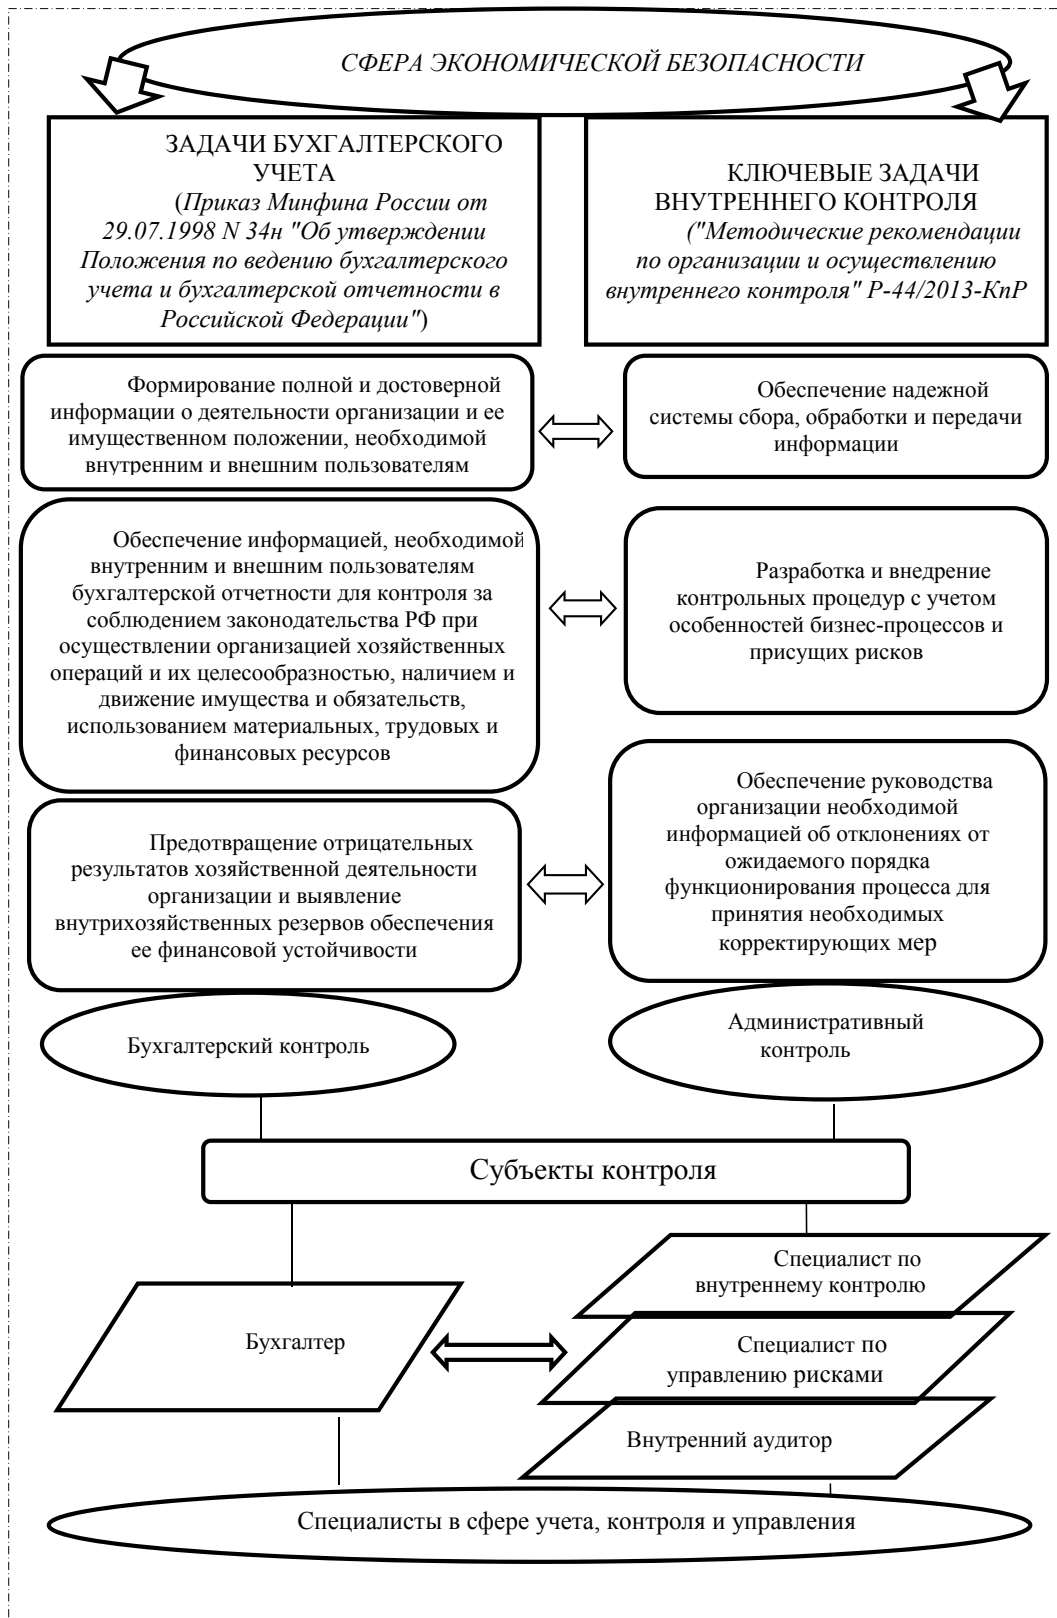 СФЕРА ЭКОНОМИЧЕСКОЙ БЕЗОПАСНОСТИ
ЗАДАЧИ БУХГАЛТЕРСКОГО
УЧЕТА
(Приказ Минфина России от
29.07.1998 N 34н "Об утверждении
Положения по ведению бухгалтерского
учета и бухгалтерской отчетности в
Российской Федерации")
КЛЮЧЕВЫЕ ЗАДАЧИ
ВНУТРЕННЕГО КОНТРОЛЯ
("Методические рекомендации
по организации и осуществлению
внутреннего контроля" Р-44/2013-КпР
Формирование полной и достоверной
информации о деятельности организации и ее
имущественном положении, необходимой
внутренним и внешним пользователям
Обеспечение надежной
системы сбора, обработки и передачи
информации
Обеспечение информацией, необходимой
внутренним и внешним пользователям
бухгалтерской отчетности для контроля за
соблюдением законодательства РФ при
осуществлении организацией хозяйственных
операций и их целесообразностью, наличием и
движение имущества и обязательств,
использованием материальных, трудовых и
финансовых ресурсов
Разработка и внедрение
контрольных процедур с учетом
особенностей бизнес-процессов и
присущих рисков
Предотвращение отрицательных
результатов хозяйственной деятельности
организации и выявление
внутрихозяйственных резервов обеспечения
ее финансовой устойчивости
Обеспечение руководства
организации необходимой
информацией об отклонениях от
ожидаемого порядка
функционирования процесса для
принятия необходимых
корректирующих мер
Бухгалтерский контроль
Административный
контроль
Субъекты контроля
Бухгалтер
Специалист по
внутреннему контролю
Специалист по
управлению рисками
Внутренний аудитор
Специалисты в сфере учета, контроля и управления